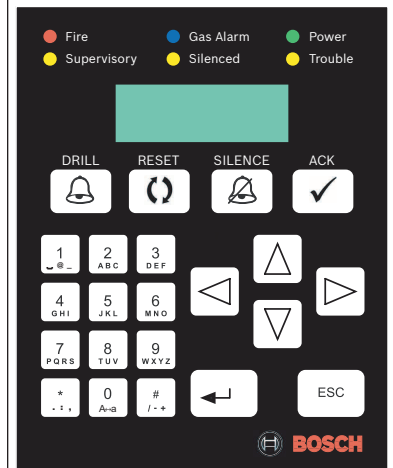 Fire Gas Alarm Power
Supervisory Silenced Trouble
DRILL RESET SILENCE ACK
1 2 3
⎵ @ _ ABC DEF
4 5 6
GHI JKL MNO
7 8 9
PQRS TUV WXYZ
* 0 #
. : , A↔a / - +
ESC
BOSCH